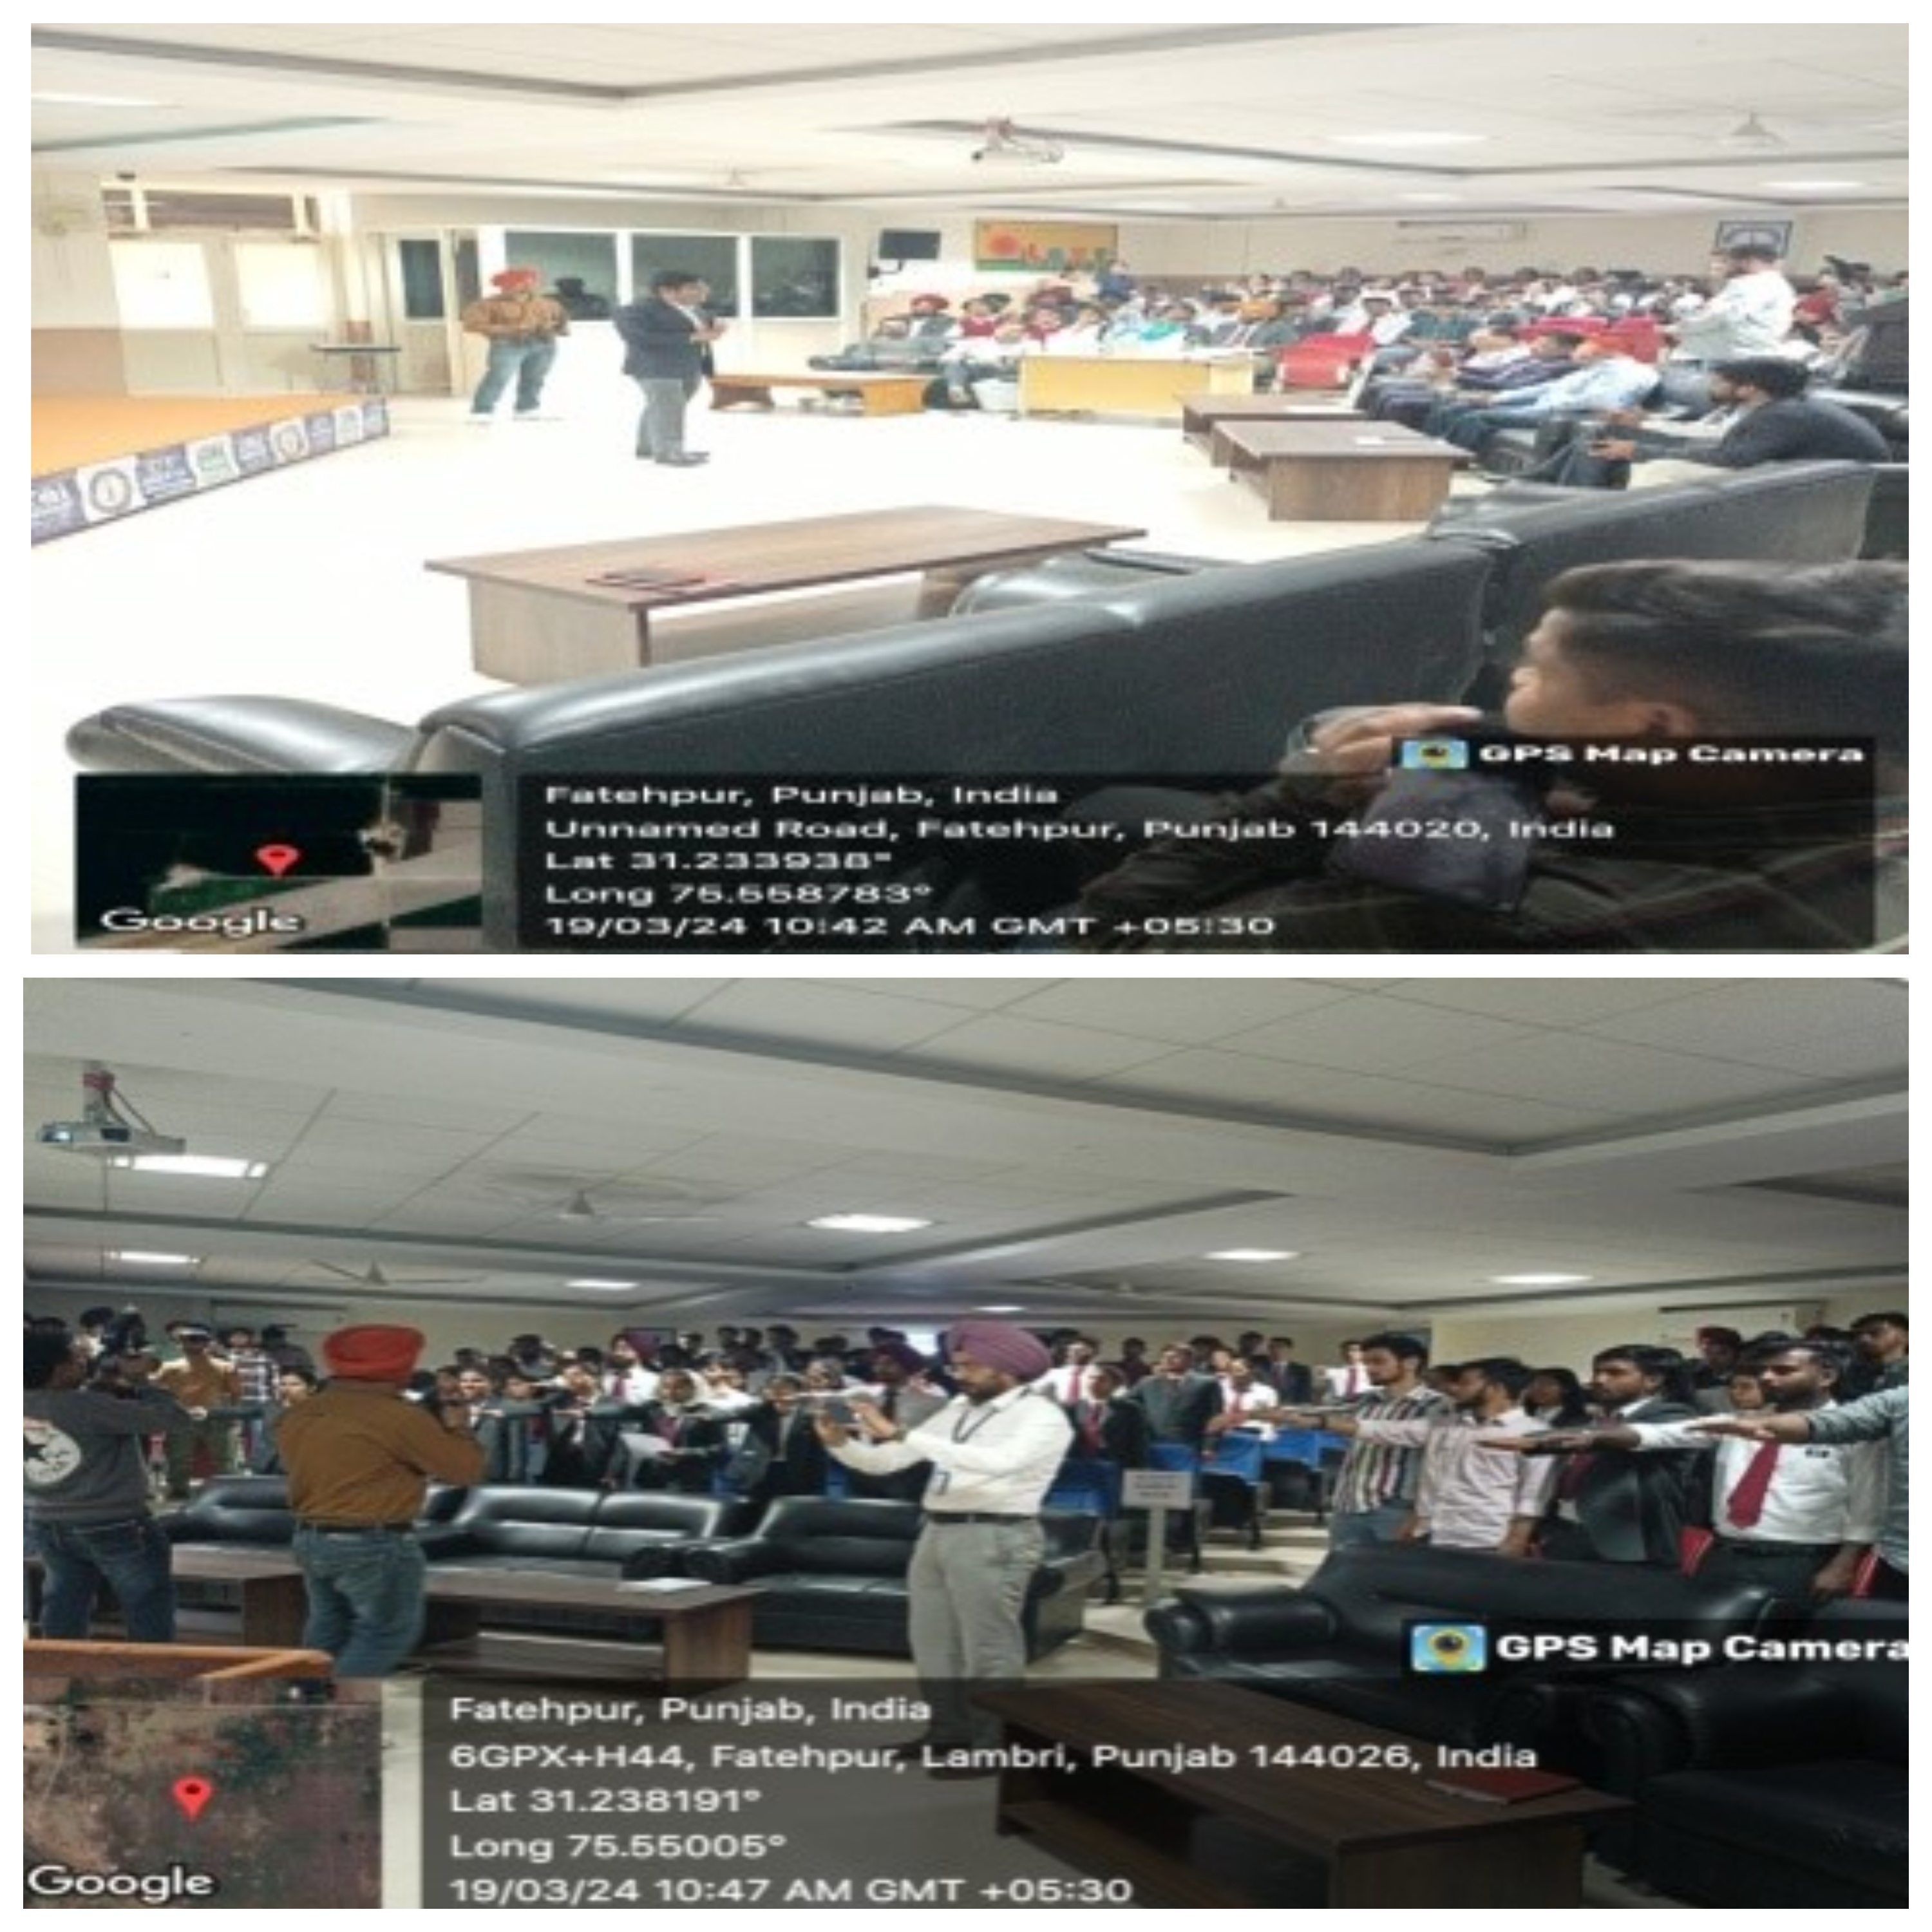 GPS Map Camera
Fatehpur, Punjab, India
Unnamed Road, Fatehpur, Punjab 144020, India
Lat 31.233938°
Long 75.558783°
19/03/24 10:42 AM GMT +05:30
Google
GPS Map Camera
Fatehpur, Punjab, India
6GPX+H44, Fatehpur, Lambri, Punjab 144026, India
Lat 31.238191°
Long 75.55005°
19/03/24 10:47 AM GMT +05:30
Google